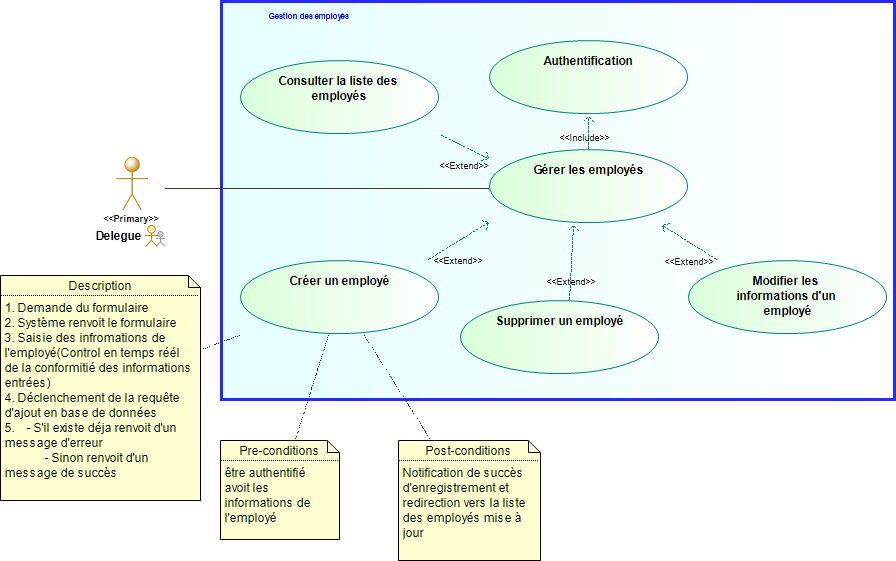 Gestion des employés
Consulter la liste des
employés
Authentification
<<Include>>
<<Extend>>
Gérer les employés
<<Primary>>
Delegue
<<Extend>>
<<Extend>>
<<Extend>>
Créer un employé
Supprimer un employé
Modifier les
informations d'un
employé
Description
1. Demande du formulaire
2. Système renvoit le formulaire
3. Saisie des infromations de
l'employé(Control en temps réél
de la conformitié des informations
entrées)
4. Déclenchement de la requête
d'ajout en base de données
5.   - S'il existe déja renvoit d'un
message d'erreur
- Sinon renvoit d'un
message de succès
Pre-conditions
être authentifié
avoit les
informations de
l'employé
Post-conditions
Notification de succès
d'enregistrement et
redirection vers la liste
des employés mise à
jour